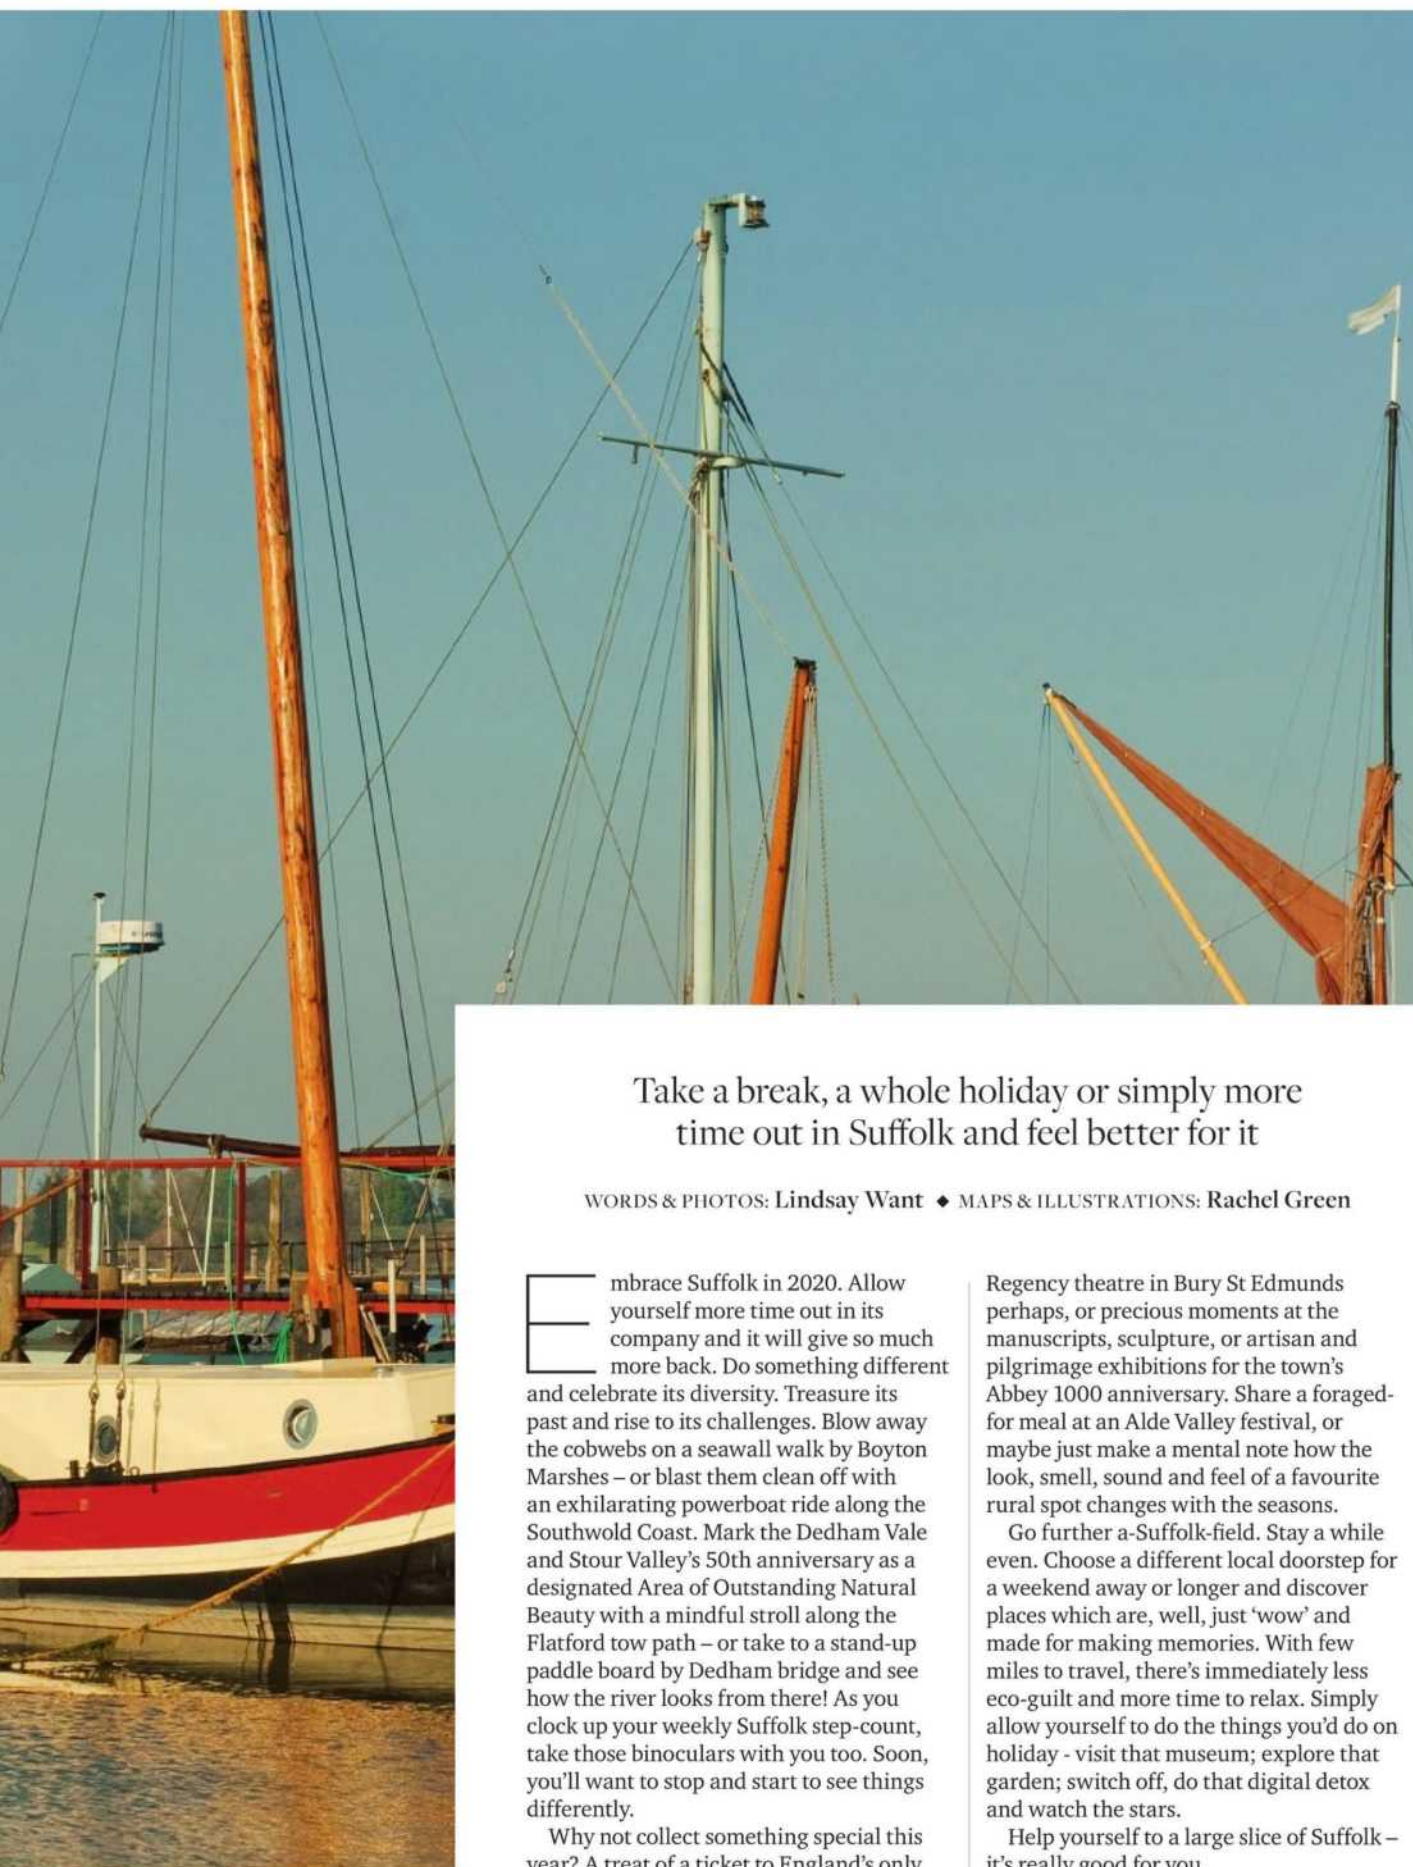 Take a break, a whole holiday or simply more
time out in Suffolk and feel better for it
WORDS & PHOTOS: Lindsay Want ◆ MAPS & ILLUSTRATIONS: Rachel Green
Embrace Suffolk in 2020. Allow
yourself more time out in its
company and it will give so much
more back. Do something different
and celebrate its diversity. Treasure its
past and rise to its challenges. Blow away
the cobwebs on a seawall walk by Boyton
Marshes – or blast them clean off with
an exhilarating powerboat ride along the
Southwold Coast. Mark the Dedham Vale
and Stour Valley's 50th anniversary as a
designated Area of Outstanding Natural
Beauty with a mindful stroll along the
Flatford tow path – or take to a stand-up
paddle board by Dedham bridge and see
how the river looks from there! As you
clock up your weekly Suffolk step-count,
take those binoculars with you too. Soon,
you'll want to stop and start to see things
differently.
Why not collect something special this
year? A treat of a ticket to England's only
Regency theatre in Bury St Edmunds
perhaps, or precious moments at the
manuscripts, sculpture, or artisan and
pilgrimage exhibitions for the town's
Abbey 1000 anniversary. Share a foraged-
for meal at an Alde Valley festival, or
maybe just make a mental note how the
look, smell, sound and feel of a favourite
rural spot changes with the seasons.
Go further a-Suffolk-field. Stay a while
even. Choose a different local doorstep for
a weekend away or longer and discover
places which are, well, just 'wow' and
made for making memories. With few
miles to travel, there's immediately less
eco-guilt and more time to relax. Simply
allow yourself to do the things you'd do on
holiday - visit that museum; explore that
garden; switch off, do that digital detox
and watch the stars.
Help yourself to a large slice of Suffolk –
it's really good for you